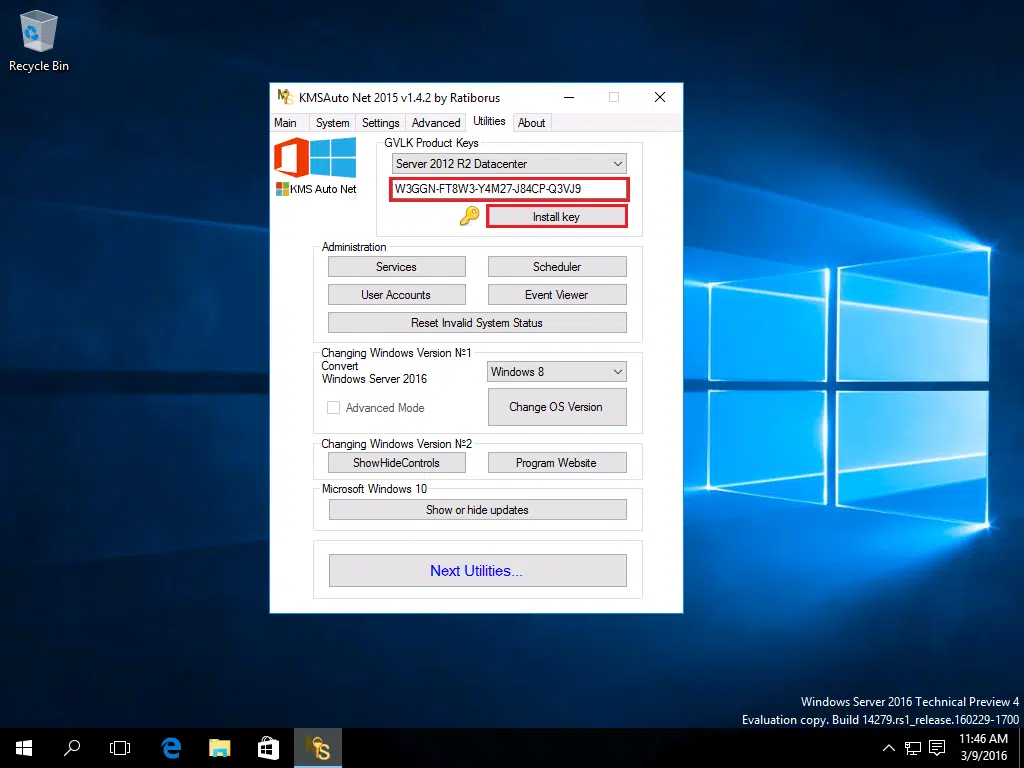 Recycle Bin
KMSAuto Net 2015 v1.4.2 by Ratiborus
Main System Settings Advanced Utilities About
KMS Auto Net
GVLK Product Keys
Server 2012 R2 Datacenter
W3GGN-FT8W3-Y4M27-J84CP-Q3VJ9
Install key
Administration
Services Scheduler
User Accounts Event Viewer
Reset Invalid System Status
Changing Windows Version №1
Convert
Windows Server 2016
Windows 8
Advanced Mode
Change OS Version
Changing Windows Version №2
ShowHideControls Program Website
Microsoft Windows 10
Show or hide updates
Next Utilities...
Windows Server 2016 Technical Preview 4
Evaluation copy. Build 14279.rs1_release.160229-1700
11:46 AM
3/9/2016